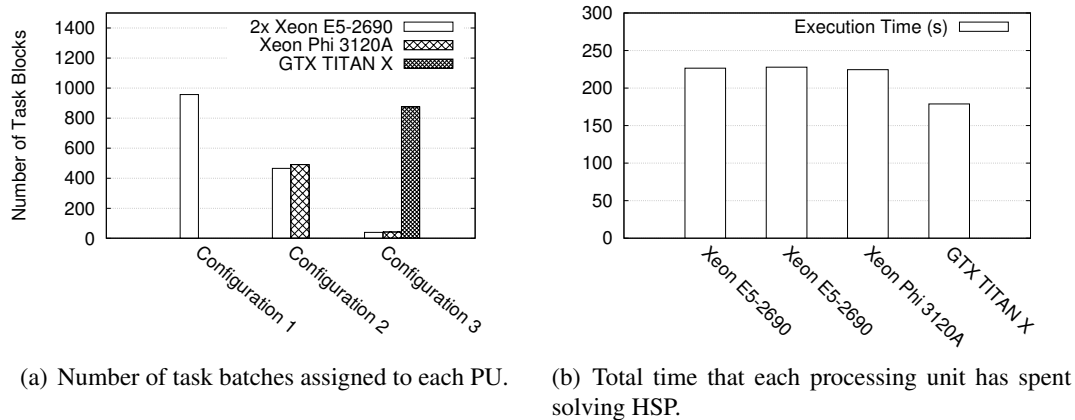 Number of Task Blocks
1400
1200
1000
800
600
400
200
0
2x Xeon E5-2690
Xeon Phi 3120A
GTX TITAN X
Configuration 1
Configuration 2
Configuration 3
300
250
200
150
100
50
0
Execution Time (s)
Xeon E5-2690
Xeon E5-2690
Xeon Phi 3120A
GTX TITAN X
(a) Number of task batches assigned to each PU.
(b) Total time that each processing unit has spent
solving HSP.